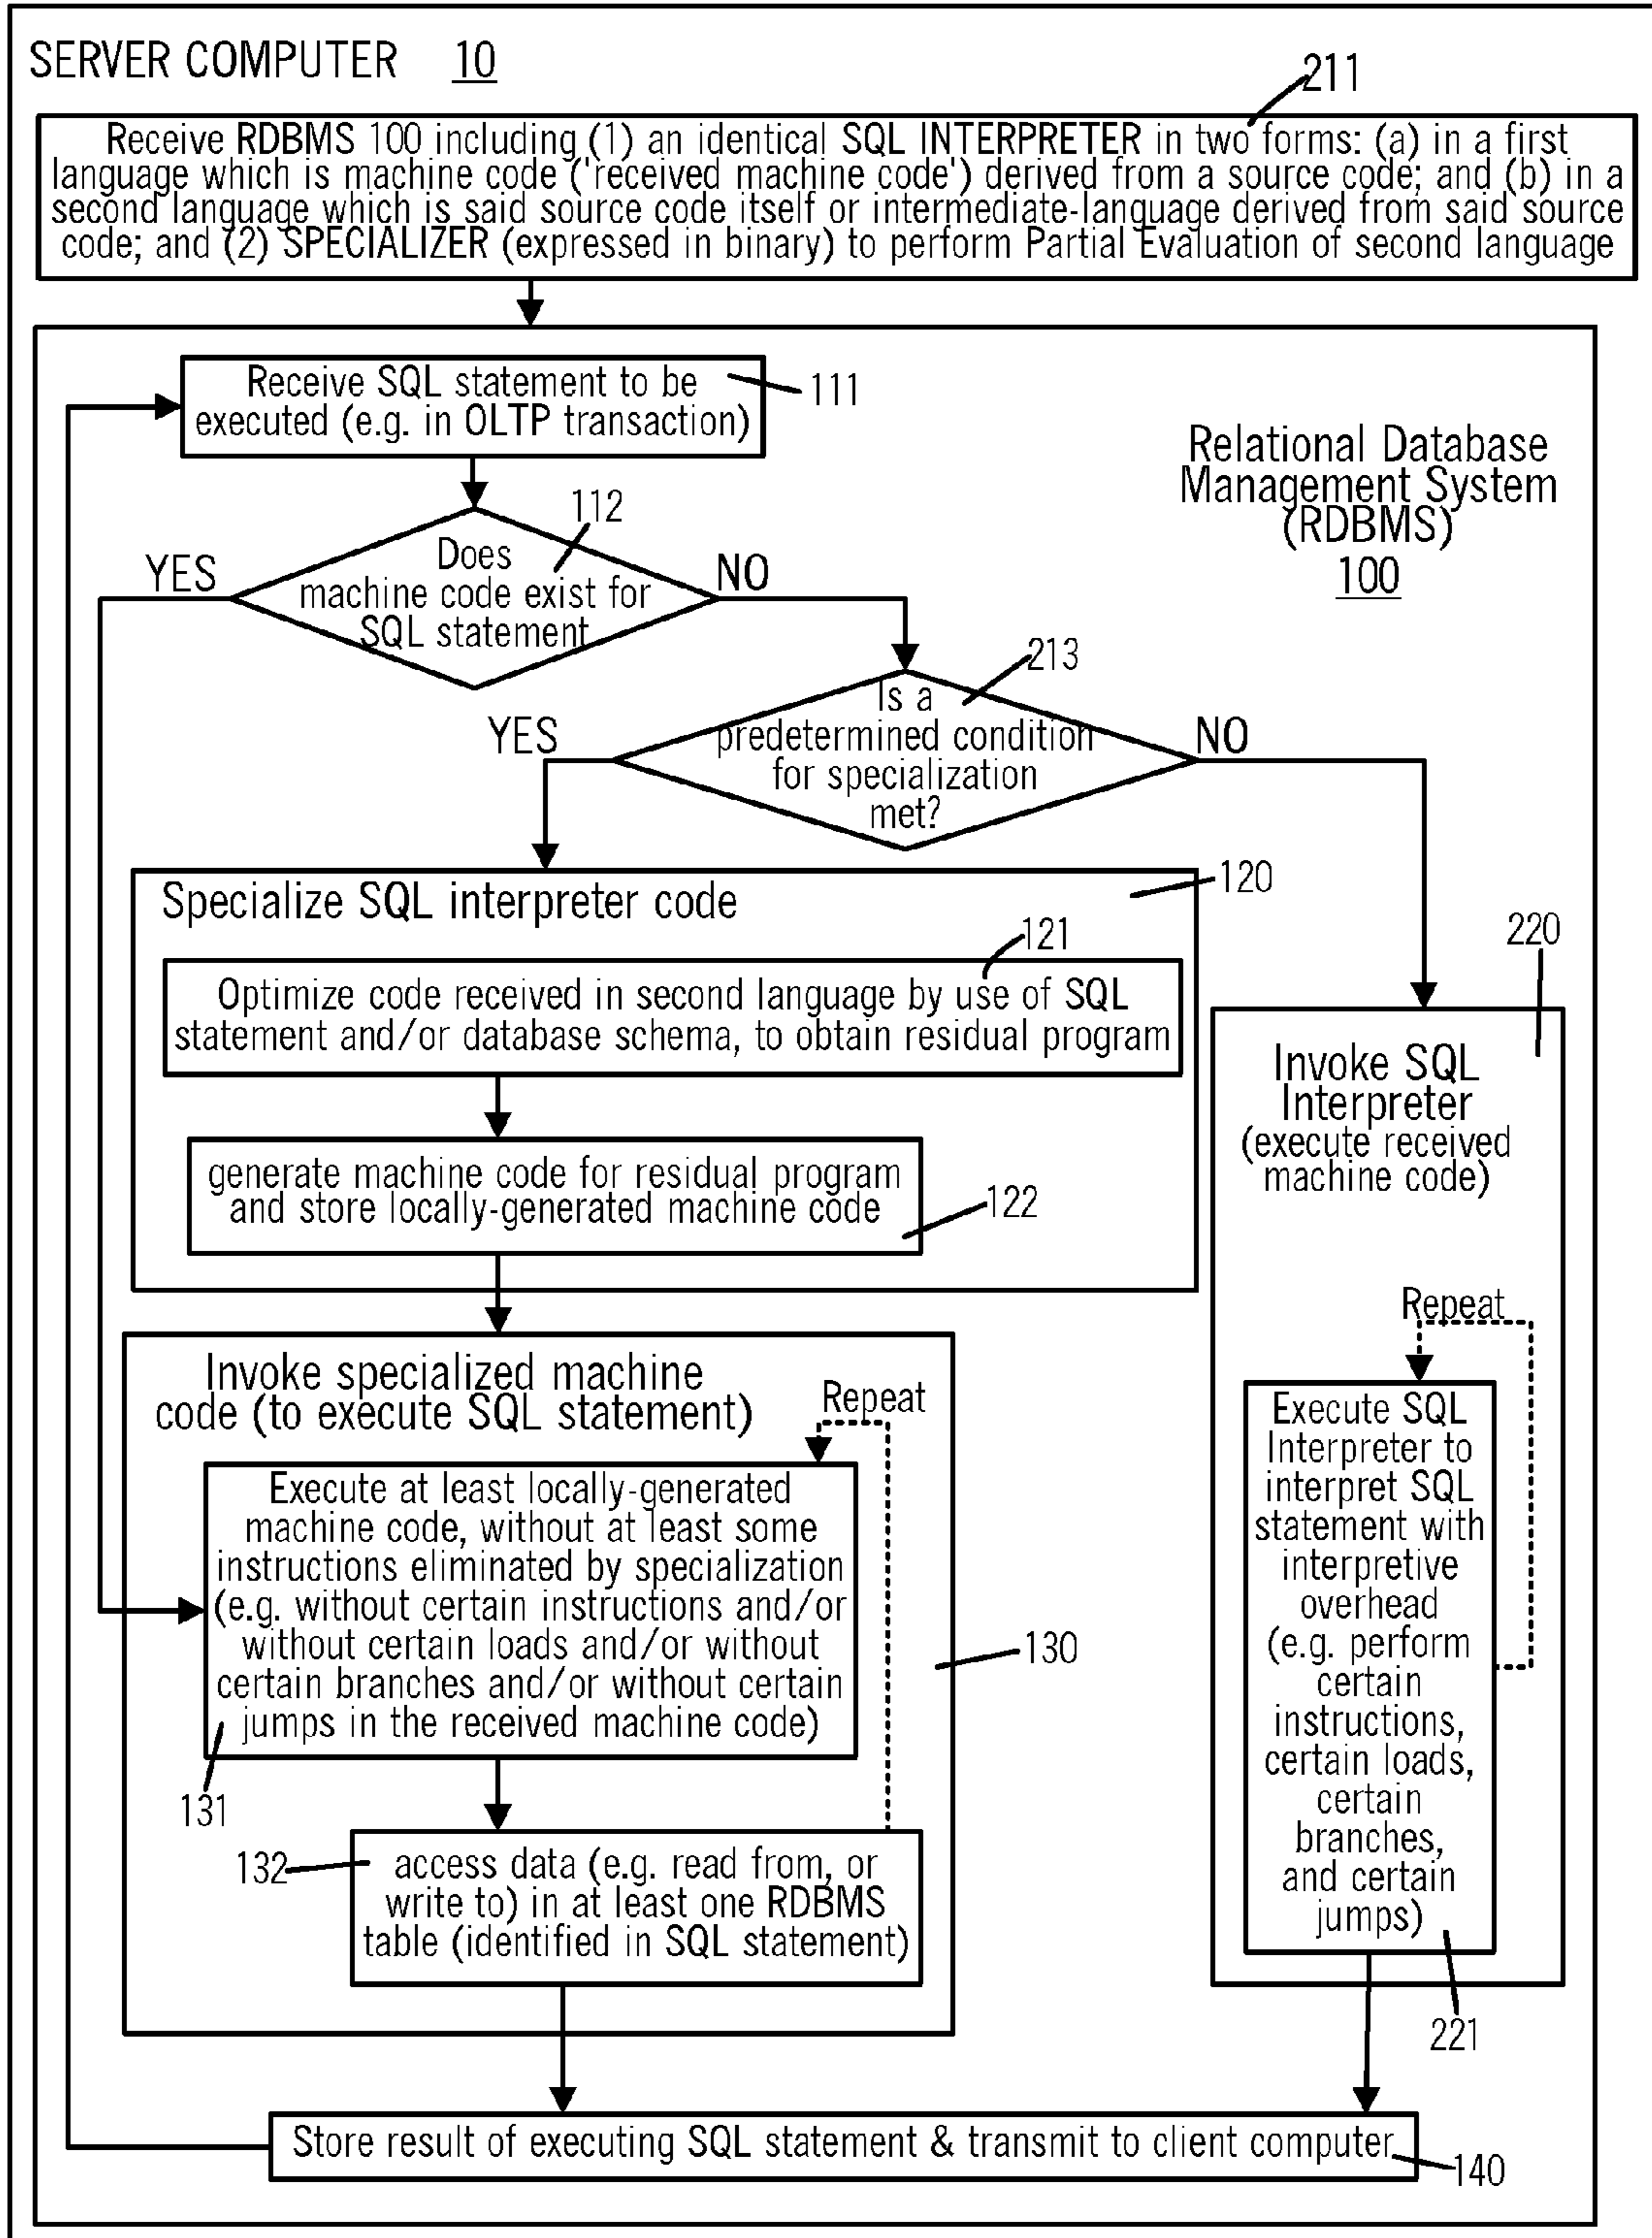 SERVER COMPUTER 10
211
Receive RDBMS 100 including (1) an identical SQL INTERPRETER in two forms: (a) in a first
language which is machine code ('received machine code') derived from a source code; and (b) in a
second language which is said source code itself or intermediate-language derived from said source
code; and (2) SPECIALIZER (expressed in binary) to perform Partial Evaluation of second language
Receive SQL statement to be
executed (e.g. in OLTP transaction)
111
Relational Database
Management System
(RDBMS)
100
112
YES
Does
machine code exist for
SQL statement
NO
213
YES
Is a
predetermined condition
for specialization
met?
NO
120
Specialize SQL interpreter code
121
Optimize code received in second language by use of SQL
statement and/or database schema, to obtain residual program
generate machine code for residual program
and store locally-generated machine code
122
220
Invoke SQL
Interpreter
(execute received
machine code)
Repeat
Execute SQL
Interpreter to
interpret SQL
statement with
interpretive
overhead
(e.g. perform
certain
instructions,
certain loads,
certain
branches,
and certain
jumps)
221
Invoke specialized machine
code (to execute SQL statement)
Repeat
Execute at least locally-generated
machine code, without at least some
instructions eliminated by specialization
(e.g. without certain instructions and/or
without certain loads and/or without
certain branches and/or without certain
jumps in the received machine code)
130
131
132
access data (e.g. read from, or
write to) in at least one RDBMS
table (identified in SQL statement)
Store result of executing SQL statement & transmit to client computer
140